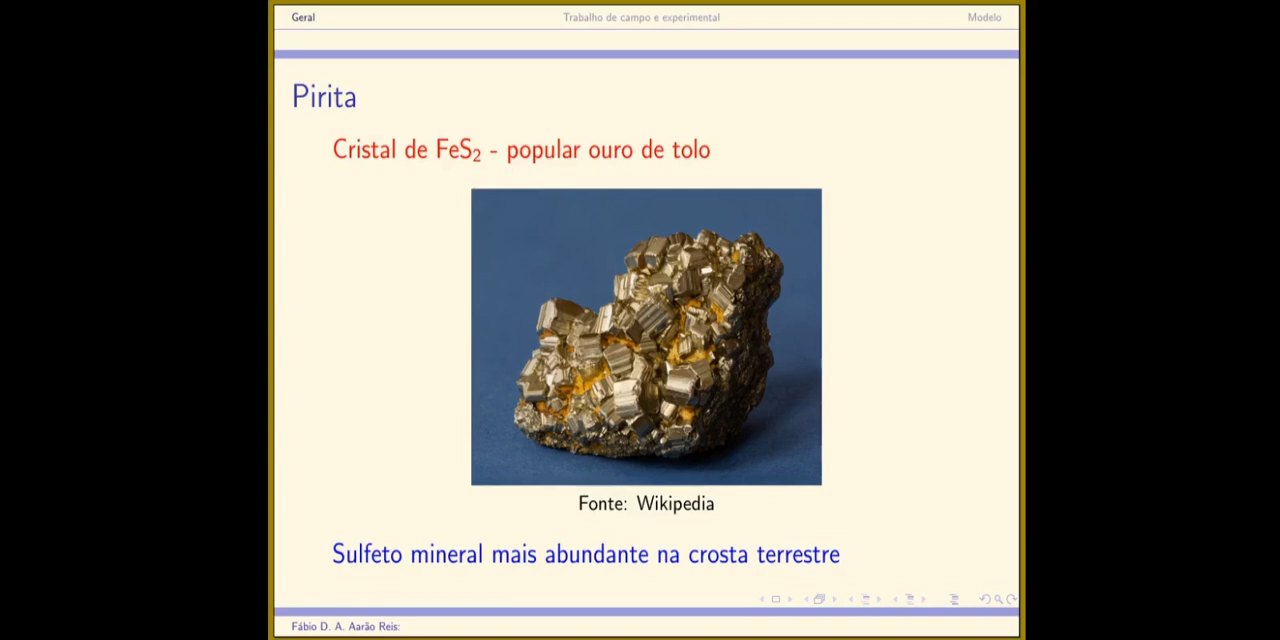 Geral Trabalho de campo e experimental Modelo
Pirita
Cristal de FeS₂ - popular ouro de tolo
Fonte: Wikipedia
Sulfeto mineral mais abundante na crosta terrestre
Fábio D. A. Aarão Reis: